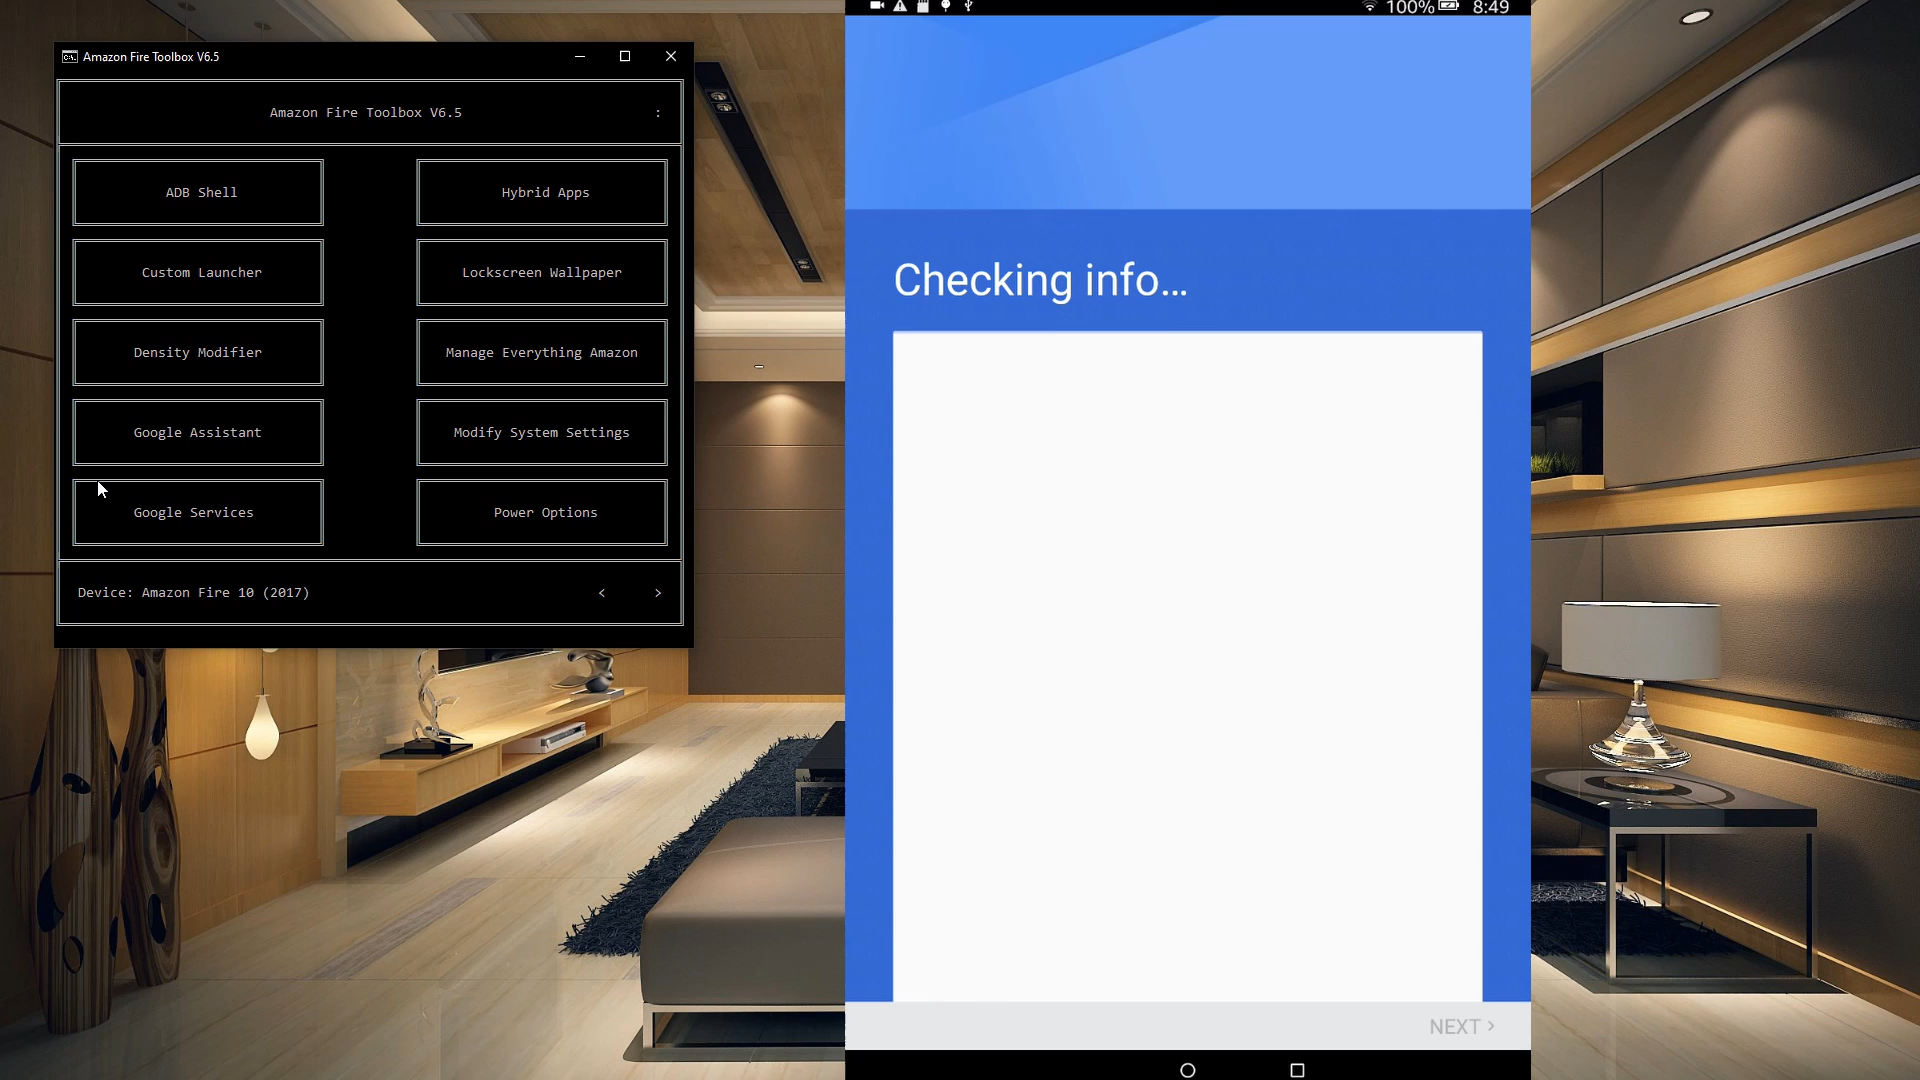 Amazon Fire Toolbox V6.5
Amazon Fire Toolbox V6.5 :
ADB Shell
Hybrid Apps
Custom Launcher
Lockscreen Wallpaper
Density Modifier
Manage Everything Amazon
Google Assistant
Modify System Settings
Google Services
Power Options
Device: Amazon Fire 10 (2017) < >
100% 8:49
Checking info...
NEXT >